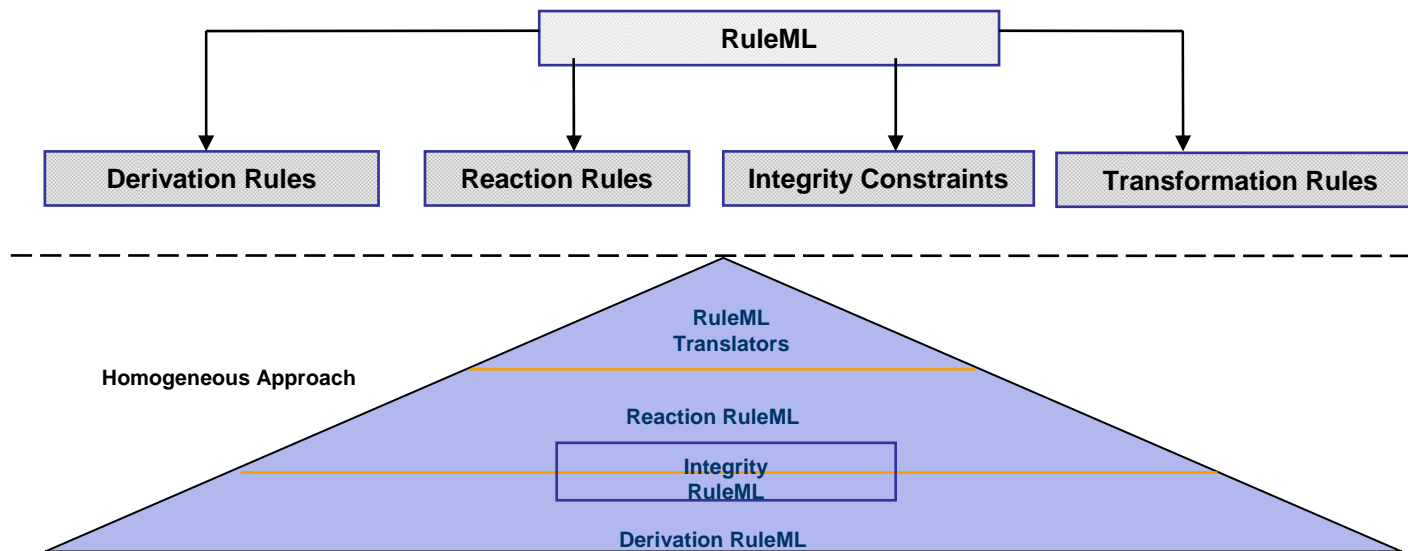 RuleML
Derivation Rules
Reaction Rules
Integrity Constraints
Transformation Rules
RuleML
Translators
Homogeneous Approach
Reaction RuleML
Integrity
RuleML
Derivation RuleML